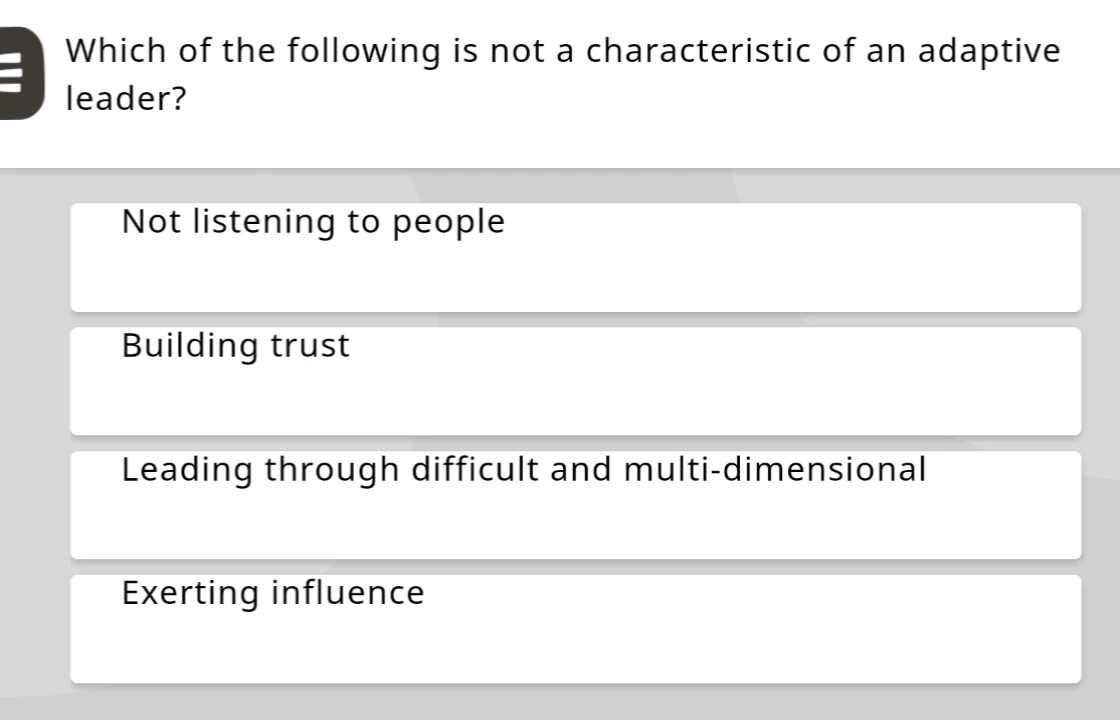 Which of the following is not a characteristic of an adaptive
leader?
Not listening to people
Building trust
Leading through difficult and multi-dimensional
Exerting influence